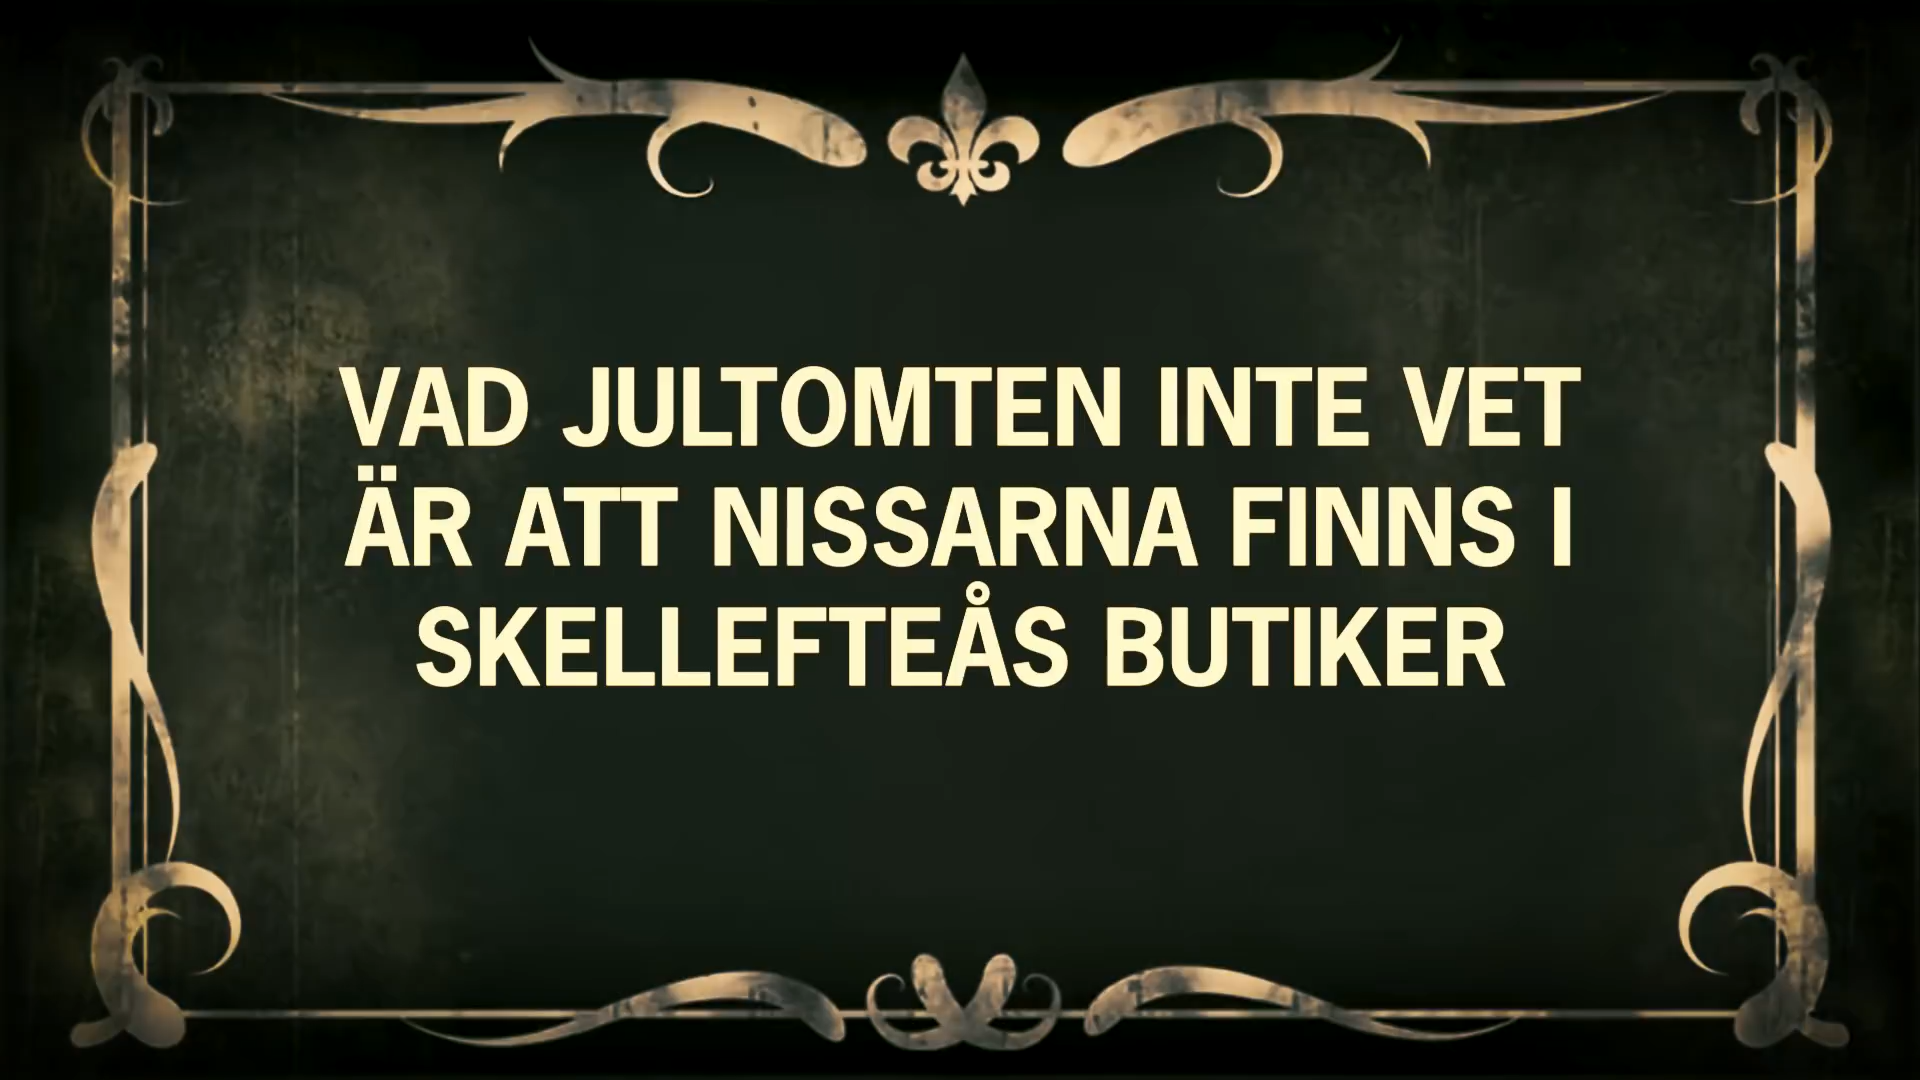 VAD JULTOMTEN INTE VET
ÄR ATT NISSARNA FINNS I
SKELLEFTEÅS BUTIKER